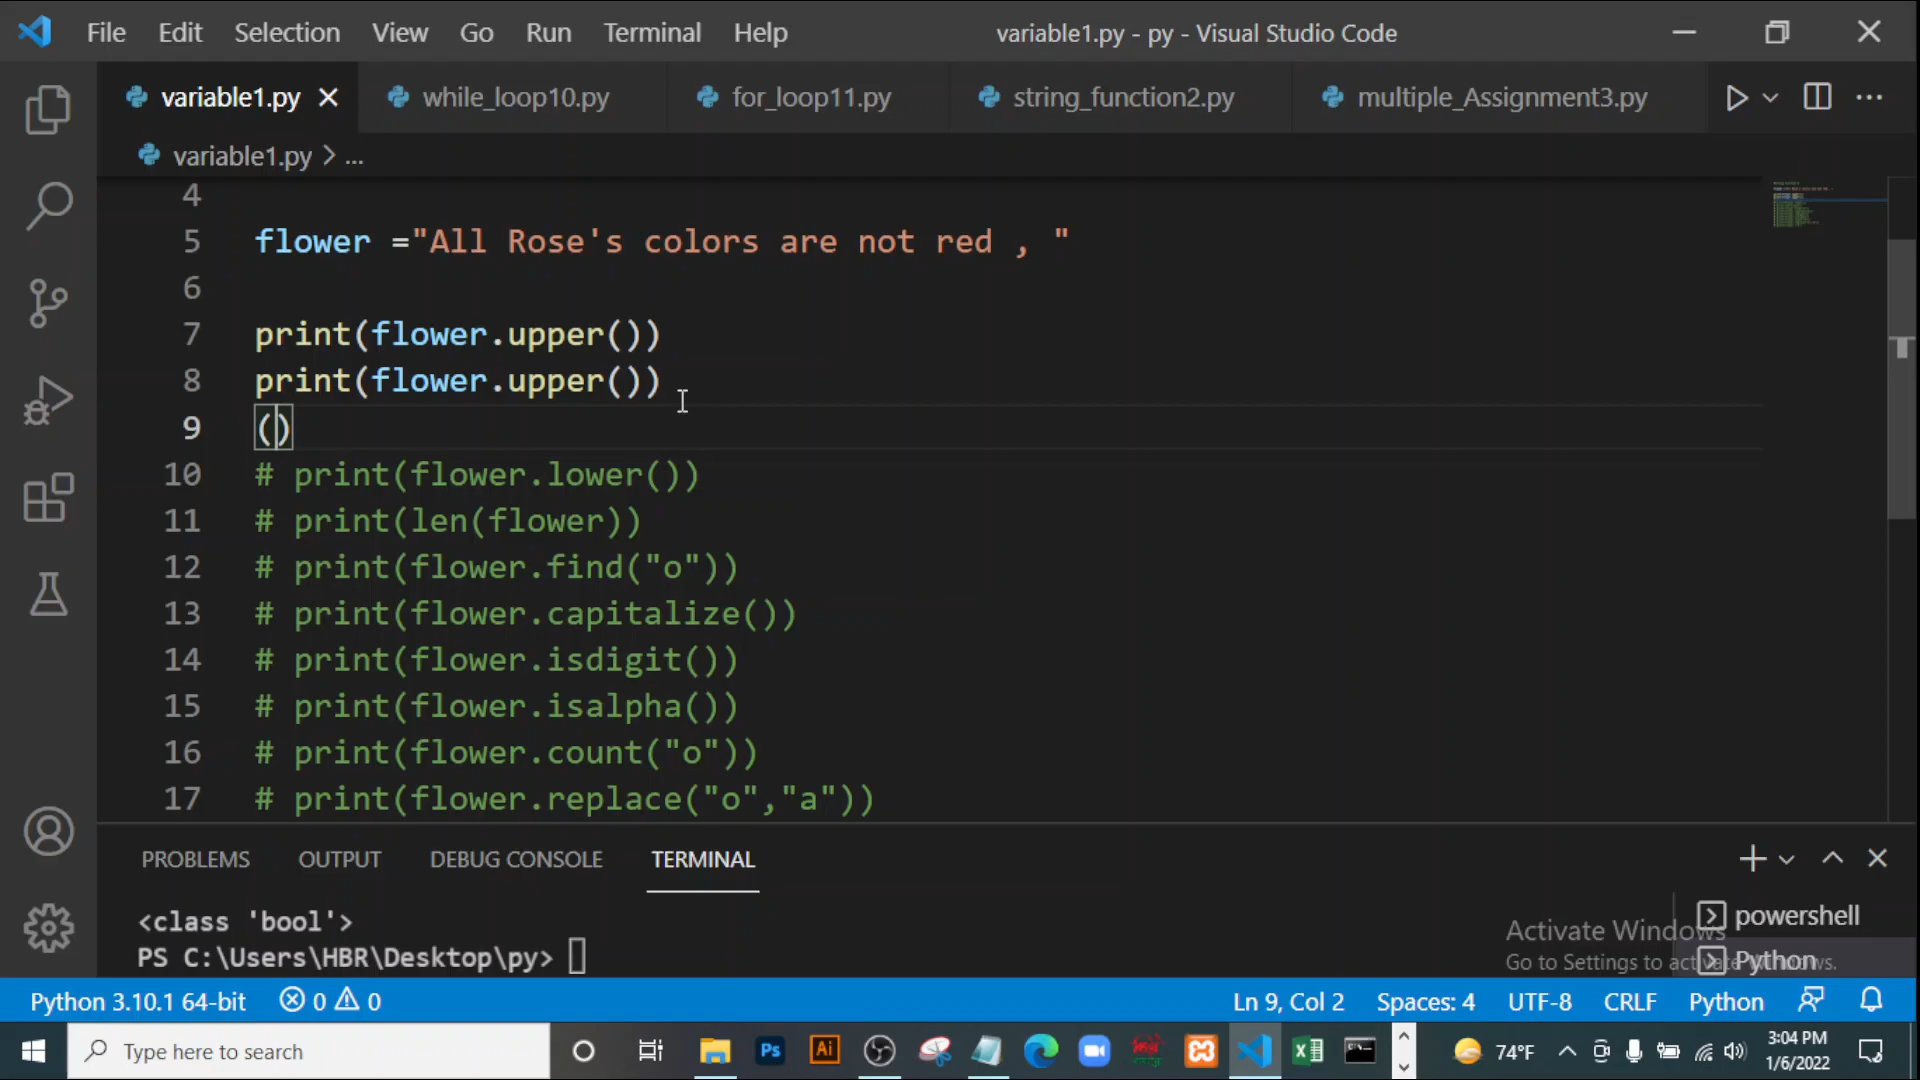 File Edit Selection View Go Run Terminal Help variable1.py - py - Visual Studio Code
variable1.py while_loop10.py for_loop11.py string_function2.py multiple_Assignment3.py
variable1.py > ...
4
5 flower ="All Rose's colors are not red , "
6
7 print(flower.upper())
8 print(flower.upper())
9 ()
10 # print(flower.lower())
11 # print(len(flower))
12 # print(flower.find("o"))
13 # print(flower.capitalize())
14 # print(flower.isdigit())
15 # print(flower.isalpha())
16 # print(flower.count("o"))
17 # print(flower.replace("o","a"))
PROBLEMS OUTPUT DEBUG CONSOLE TERMINAL
<class 'bool'>
PS C:\Users\HBR\Desktop\py>
powershell
Python
Activate Windows
Go to Settings to activate Windows.
Python 3.10.1 64-bit 0 0 Ln 9, Col 2 Spaces: 4 UTF-8 CRLF Python
Type here to search Ps Ai 74°F 3:04 PM
1/6/2022